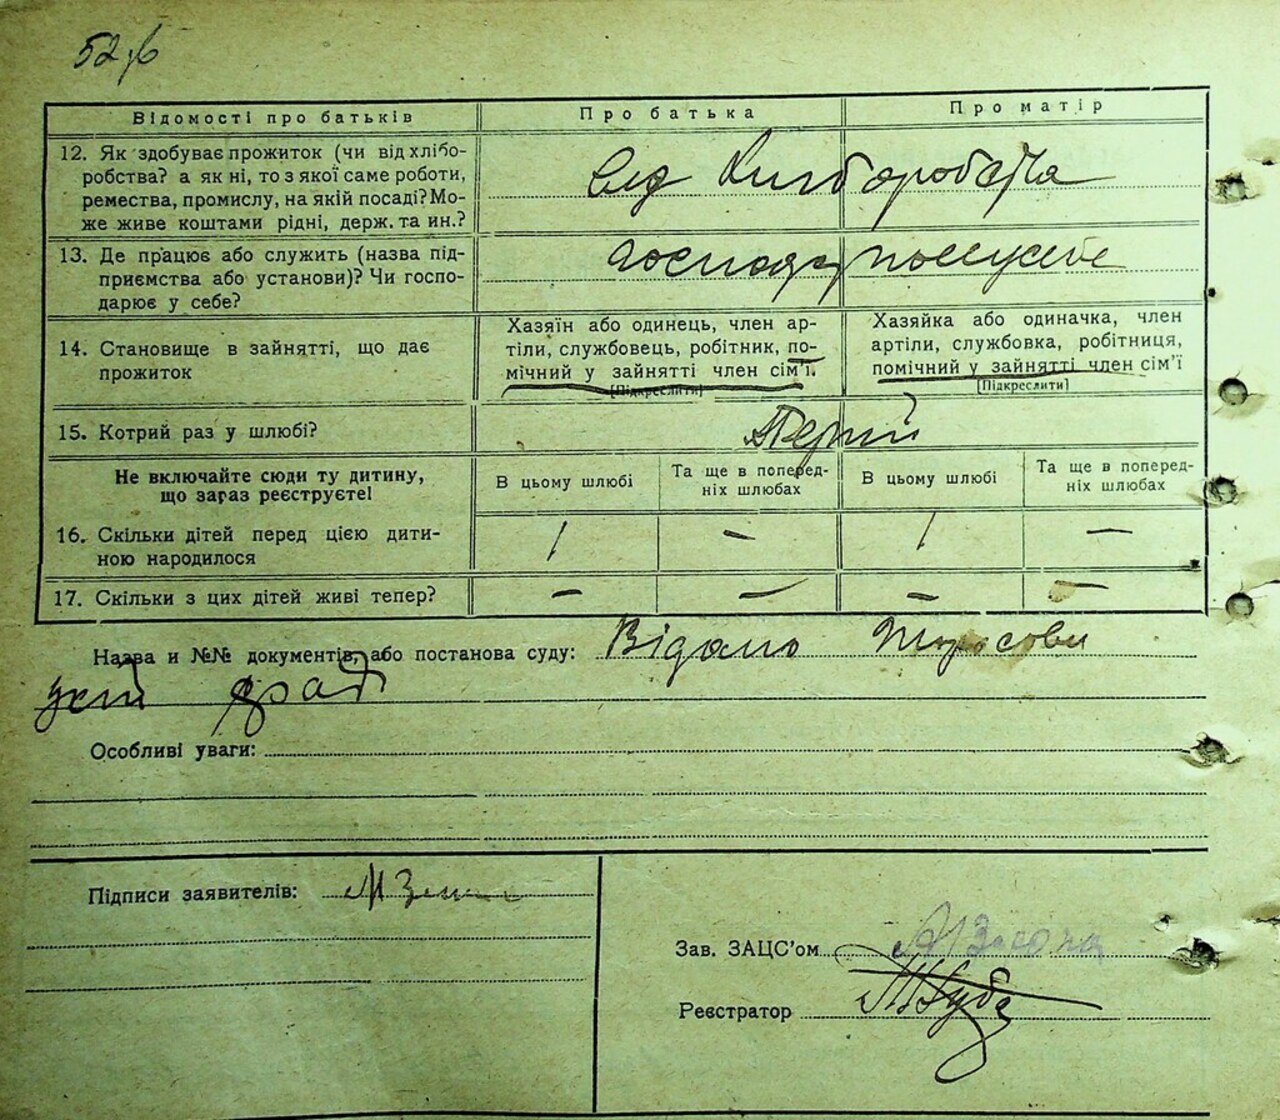 Відомості про батьків
Про батька
Про матір
12. Як здобуває прожиток (чи від хлібо-
робства? а як ні, то з якої саме роботи,
ремества, промислу, на якій посаді? Мо-
же живе коштами рідні, держ. та ин.?
від хліборобства
13. Де працює або служить (назва під-
приємства або установи)? Чи госпо-
дарює у себе?
14. Становище в зайнятті, що дає
прожиток
Хазяїн або одинець, член ар-
тіли, службовець, робітник, по-
мічний у зайнятті член сім'ї.
[Підкреслити]
Хазяйка або одиначка, член
артіли, службовка, робітниця,
помічний у зайнятті член сім'ї
[Підкреслити]
15. Котрий раз у шлюбі?
Не включайте сюди ту дитину,
що зараз реєструєте!
В цьому шлюбі
Та ще в поперед-
ніх шлюбах
В цьому шлюбі
Та ще в поперед-
ніх шлюбах
16. Скільки дітей перед цією дити-
ною народилося
1
—
1
—
17. Скільки з цих дітей живі тепер?
—
—
—
—
Назва и №№ документів, або постанова суду: Відомо
Особливі уваги:
Підписи заявителів:
Зав. ЗАЦС'ом
Реєстратор